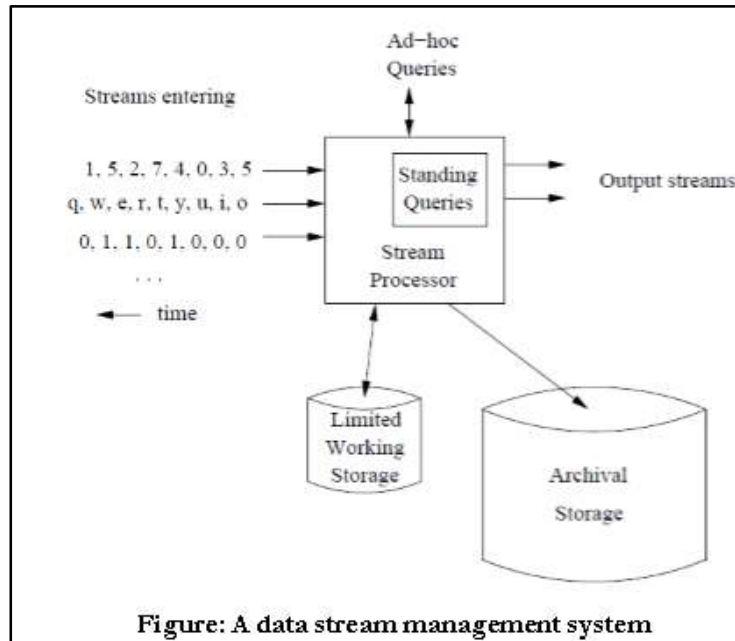 Ad-hoc
Queries
Streams entering
1, 5, 2, 7, 4, 0, 3, 5
q, w, e, r, t, y, u, i, o
0, 1, 1, 0, 1, 0, 0, 0
. . .
time
Standing
Queries
Stream
Processor
Output streams
Limited
Working
Storage
Archival
Storage
Figure: A data stream management system